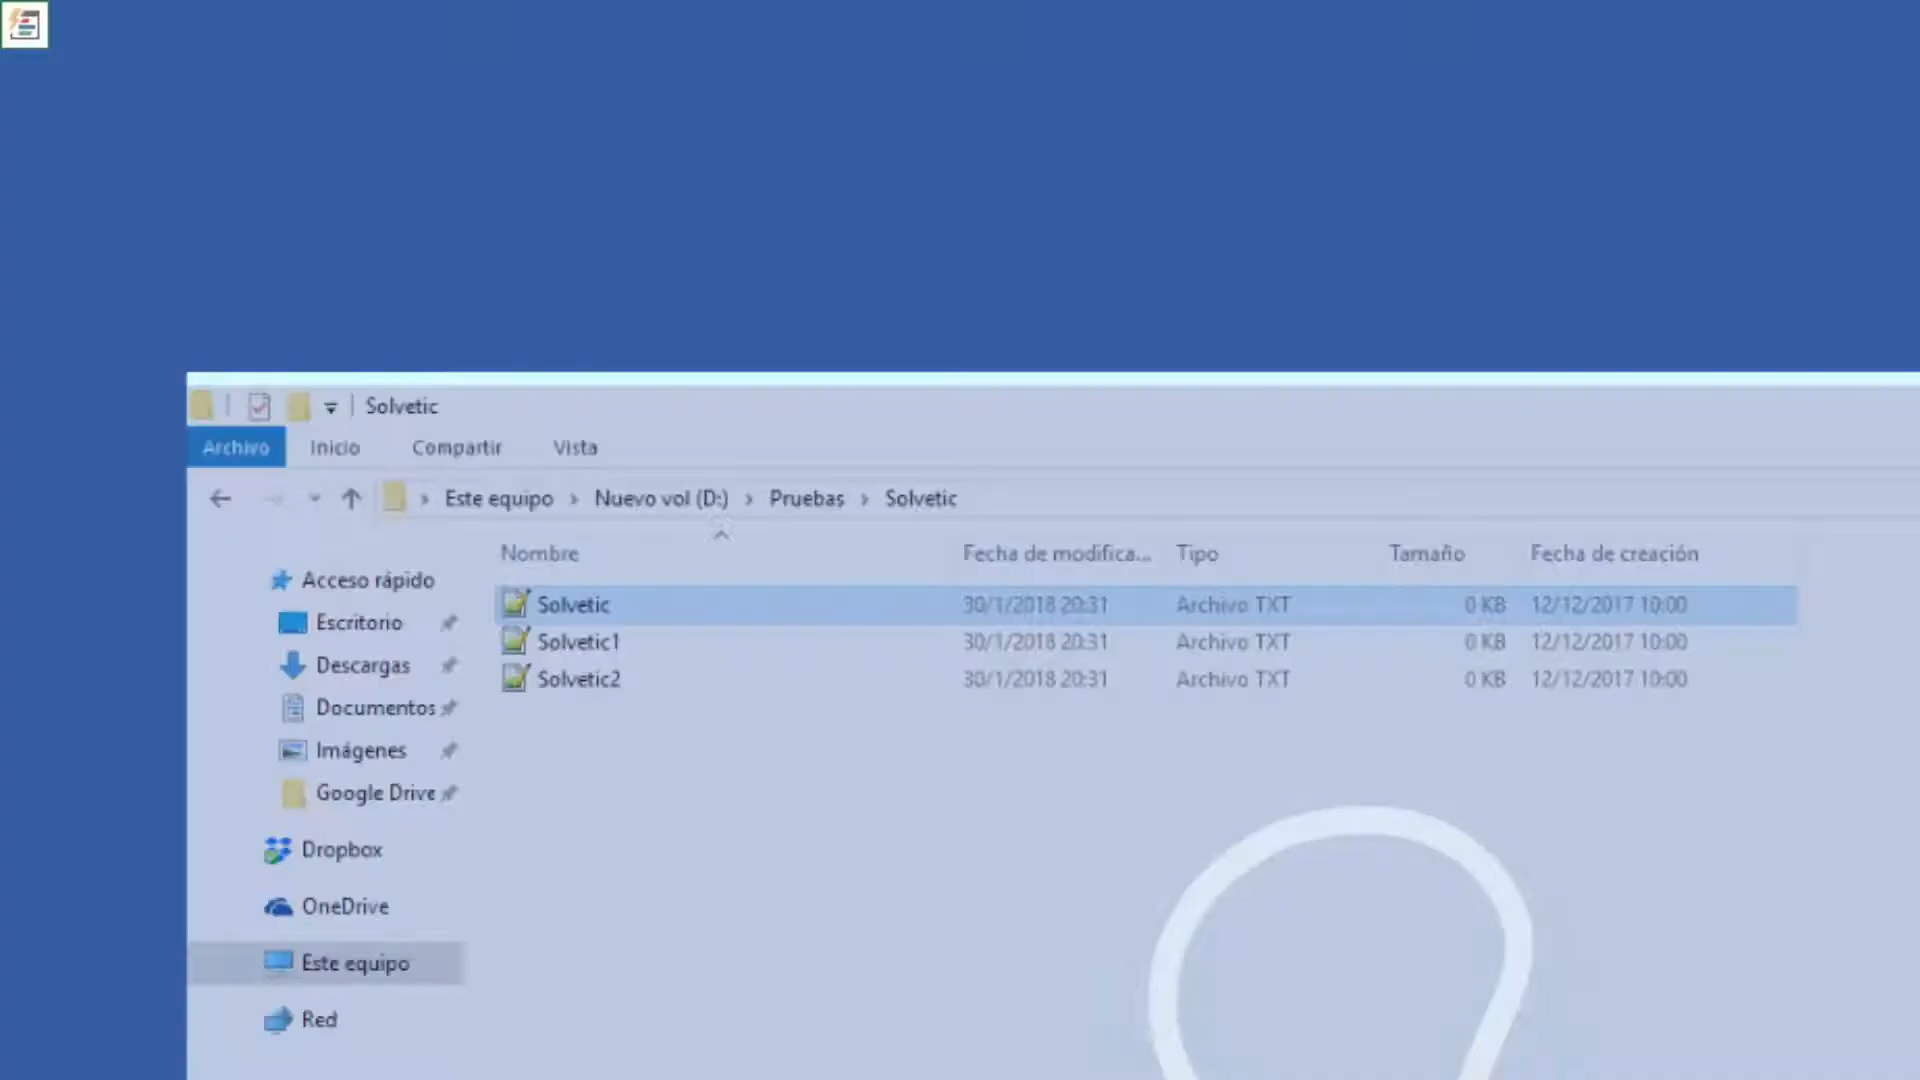 Solvetic
Archivo Inicio Compartir Vista
Este equipo > Nuevo vol (D:) > Pruebas > Solvetic
Nombre Fecha de modifica... Tipo Tamaño Fecha de creación
Acceso rápido
Escritorio
Descargas
Documentos
Imágenes
Google Drive
Dropbox
OneDrive
Este equipo
Red
Solvetic 30/1/2018 20:31 Archivo TXT 0 KB 12/12/2017 10:00
Solvetic1 30/1/2018 20:31 Archivo TXT 0 KB 12/12/2017 10:00
Solvetic2 30/1/2018 20:31 Archivo TXT 0 KB 12/12/2017 10:00